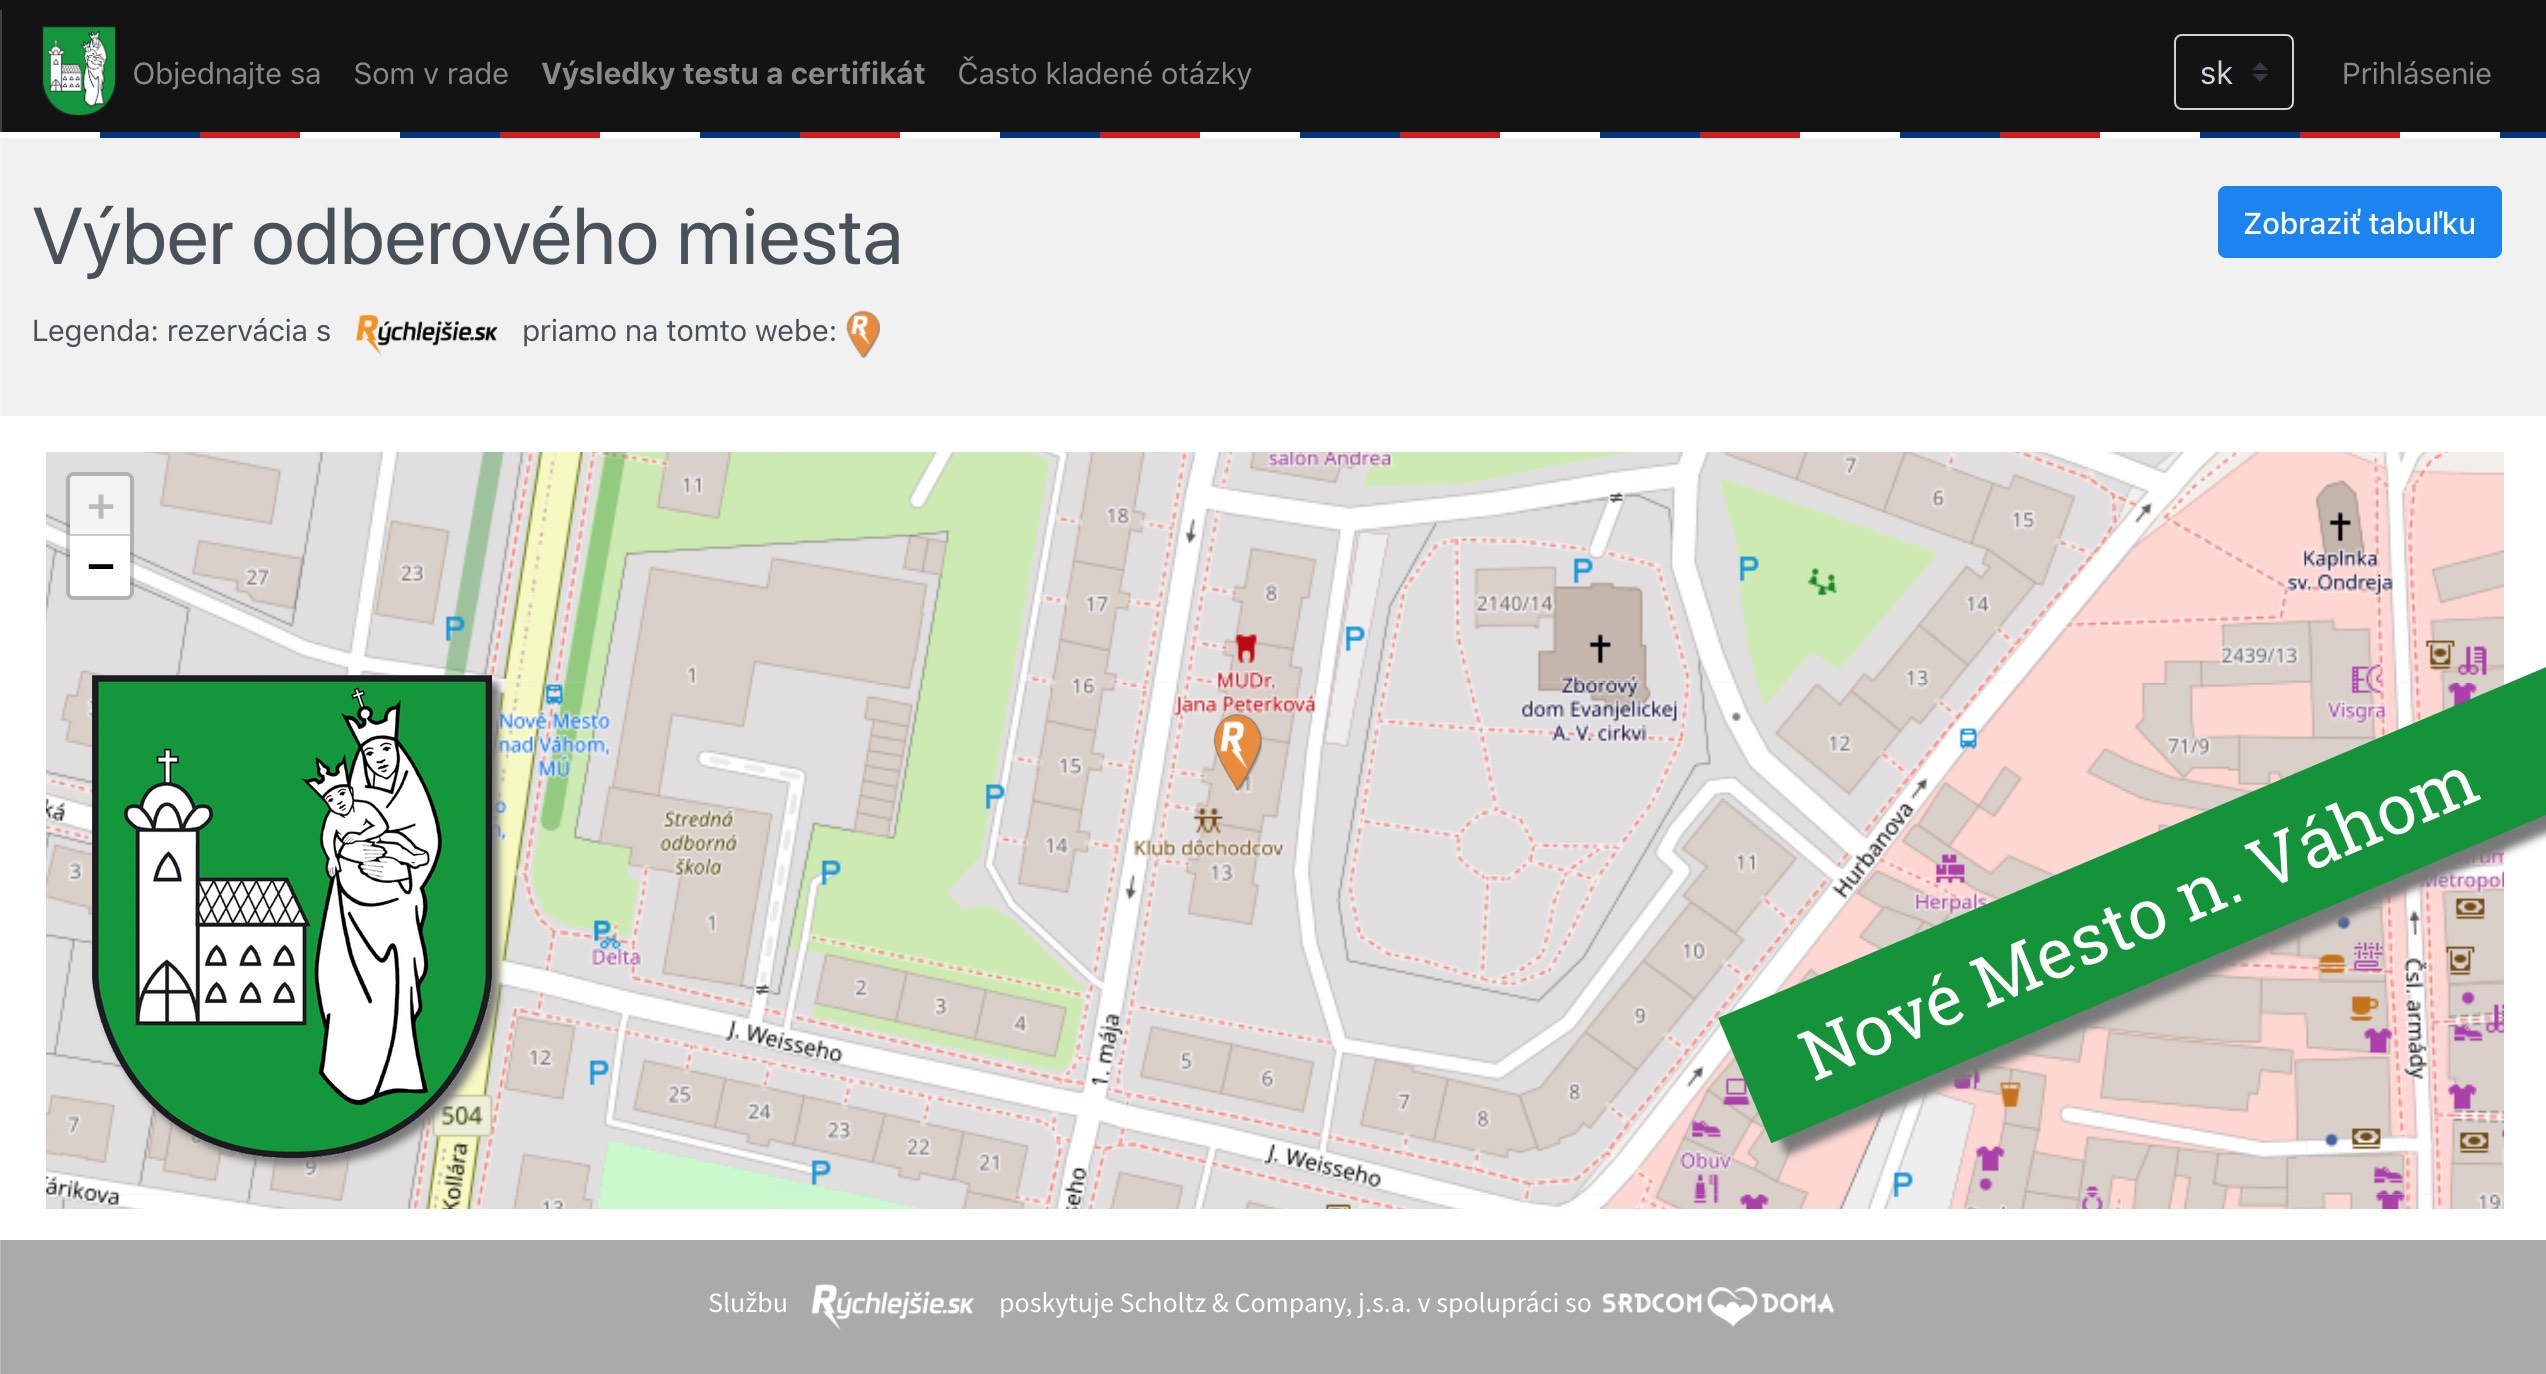 Objednajte sa Som v rade Výsledky testu a certifikát Často kladené otázky sk Prihlásenie
Výber odberového miesta
Zobraziť tabuľku
Legenda: rezervácia s Rýchlejšie.sk priamo na tomto webe: R
salón Andrea
+
−
11
18
7
6
15
27
23
P
17
8
2140/14
P
P
14
Kaplnka
sv. Ondreja
1
16
MUDr.
Jana Peterková
P
Zborový
dom Evanjelickej
A. V. cirkvi
13
2439/13
Visgra
Nové Mesto
nad Váhom,
MÚ
R
15
P
12
71/9
Stredná
odborná
škola
14
Klub dôchodcov
13
P
11
Hurbanova
Herpals
3
1
P
Delta
2
3
4
10
9
Nové Mesto n. Váhom
Čsl. armády
J. Weisseho
1. mája
12
P
5
6
7
8
8
25
24
23
22
21
504
7
9
P
J. Weisseho
Obuv
P
Kollára
13
19
Službu Rýchlejšie.sk poskytuje Scholtz & Company, j.s.a. v spolupráci so SRDCOM DOMA